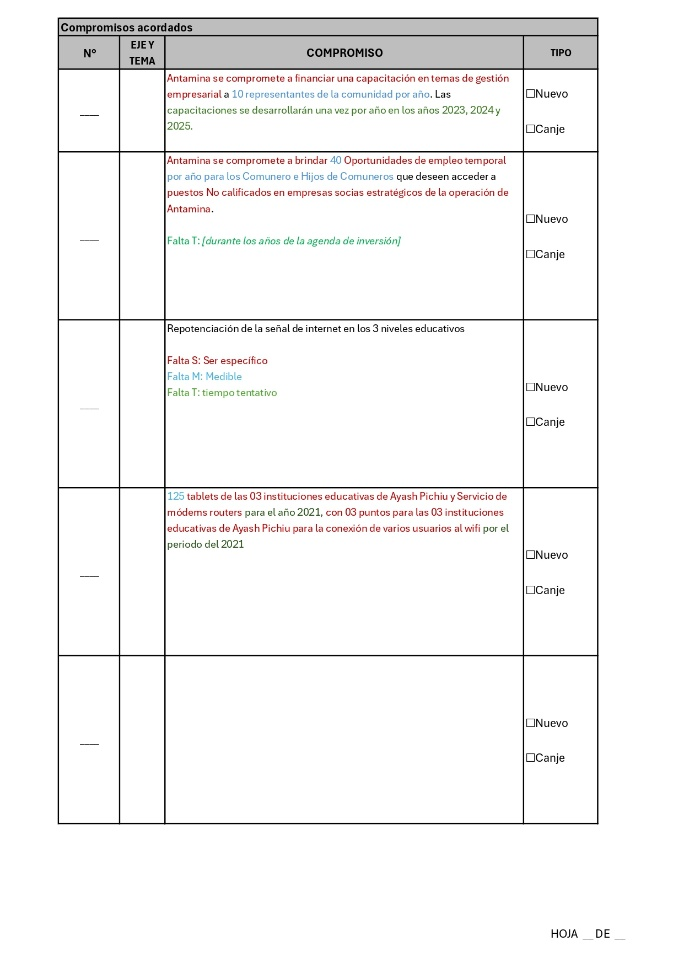 Compromisos acordados
Nº
EJE Y
TEMA
COMPROMISO
TIPO
___
Antamina se compromete a financiar una capacitación en temas de gestión
empresarial a 10 representantes de la comunidad por año. Las
capacitaciones se desarrollarán una vez por año en los años 2023, 2024 y
2025.
☐Nuevo
☐Canje
___
Antamina se compromete a brindar 40 Oportunidades de empleo temporal
por año para los Comunero e Hijos de Comuneros que deseen acceder a
puestos No calificados en empresas socias estratégicos de la operación de
Antamina.
Falta T: [durante los años de la agenda de inversión]
☐Nuevo
☐Canje
___
Repotenciación de la señal de internet en los 3 niveles educativos
Falta S: Ser específico
Falta M: Medible
Falta T: tiempo tentativo
☐Nuevo
☐Canje
___
125 tablets de las 03 instituciones educativas de Ayash Pichiu y Servicio de
módems routers para el año 2021, con 03 puntos para las 03 instituciones
educativas de Ayash Pichiu para la conexión de varios usuarios al wifi por el
periodo del 2021
☐Nuevo
☐Canje
___
☐Nuevo
☐Canje
HOJA __ DE __